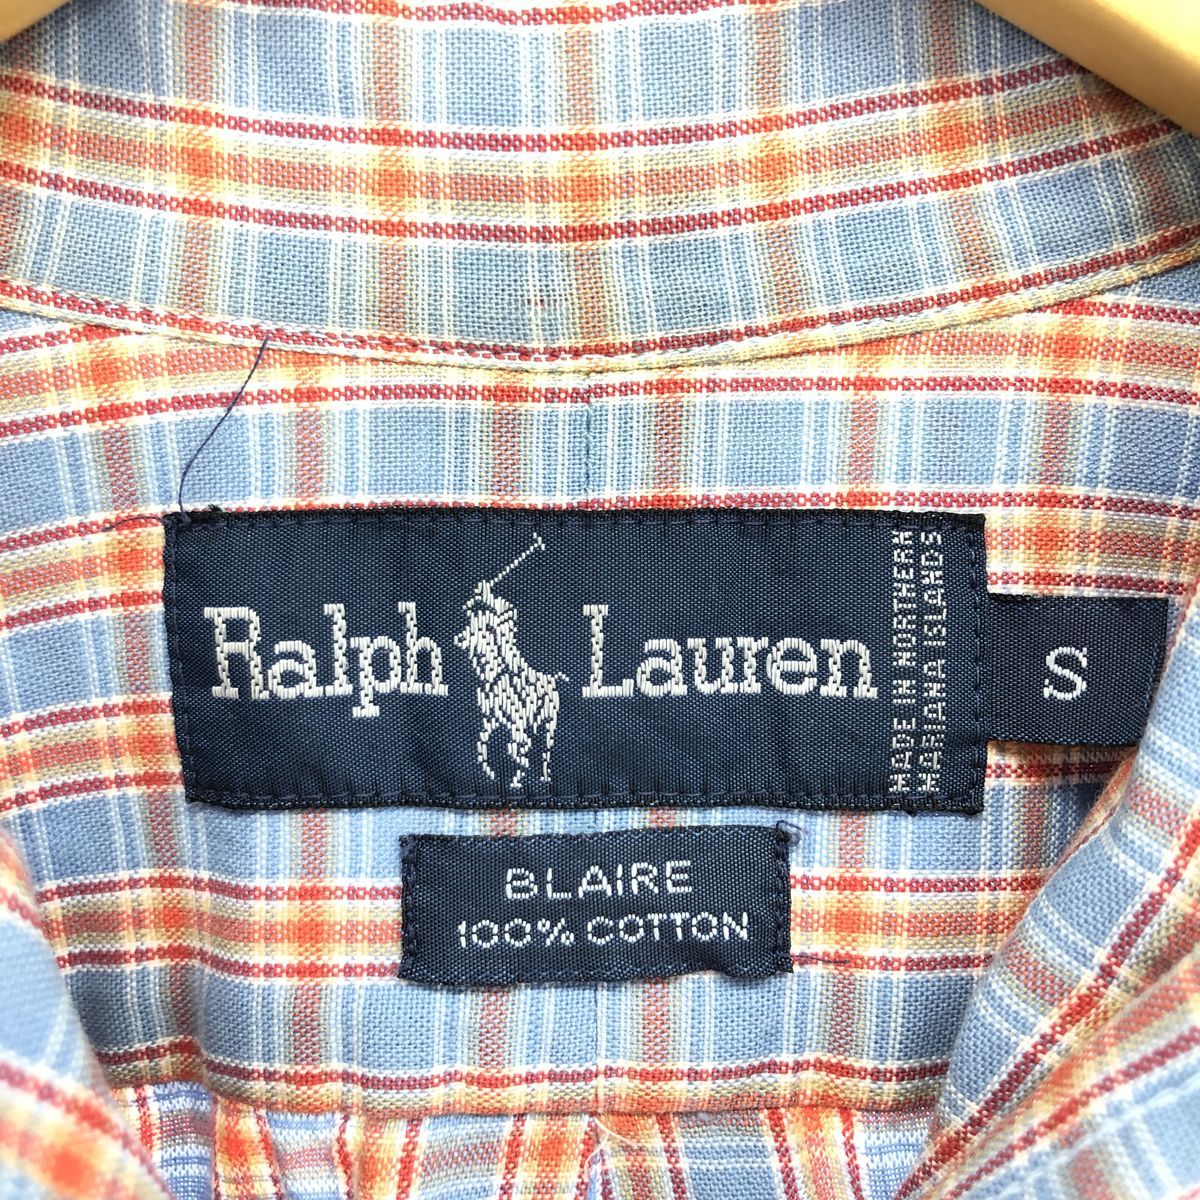 Ralph Lauren
MADE IN NORTHERN
MARIANA ISLANDS
S
BLAIRE
100% COTTON